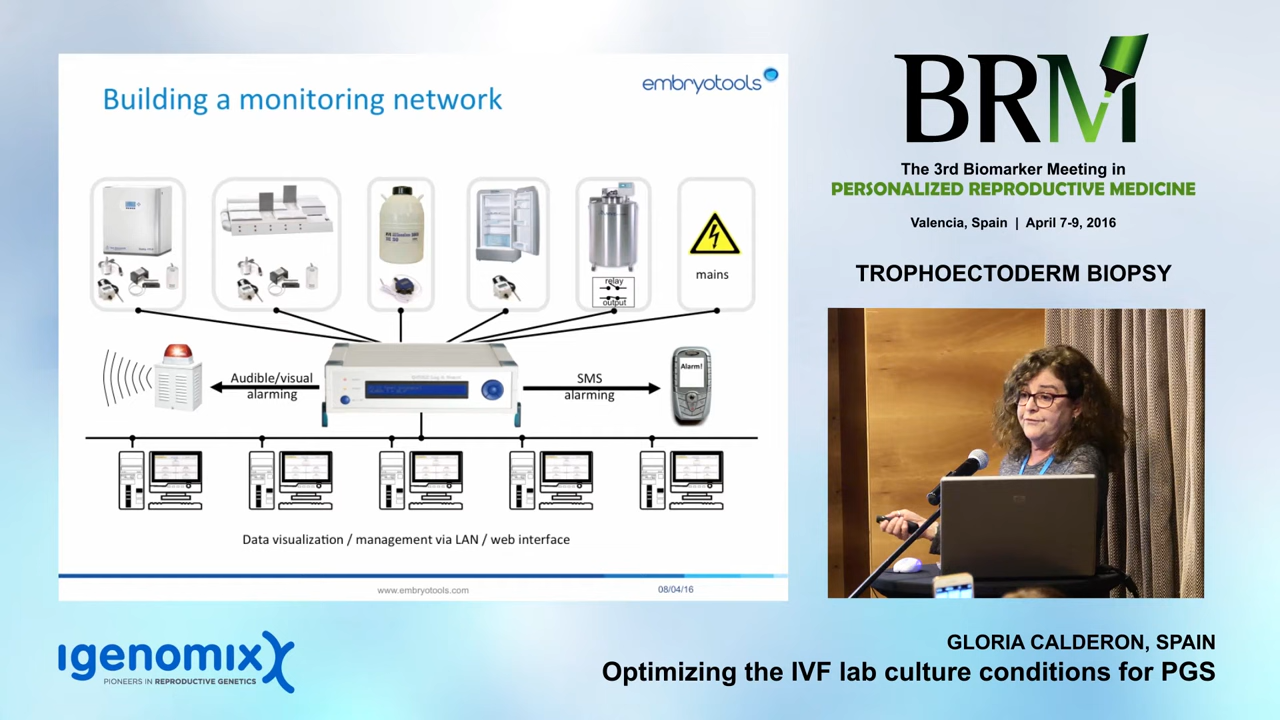 Building a monitoring network
embryotools
mains
relay
output
Audible/visual
alarming
SMS
alarming
Alarm!
Data visualization / management via LAN / web interface
www.embryotools.com
08/04/16
BRM
The 3rd Biomarker Meeting in
PERSONALIZED REPRODUCTIVE MEDICINE
Valencia, Spain | April 7-9, 2016
TROPHOECTODERM BIOPSY
igenomix
PIONEERS IN REPRODUCTIVE GENETICS
GLORIA CALDERON, SPAIN
Optimizing the IVF lab culture conditions for PGS